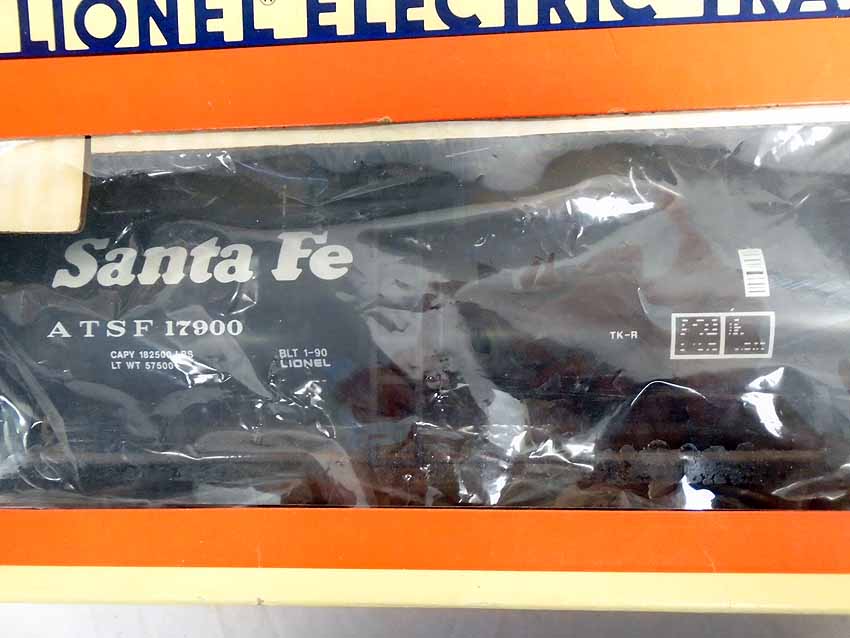 LIONEL® ELECTRIC TRA
Santa Fe
ATSF 17900
CAPY 182500 LBS
LT WT 57500
BLT 1-90
LIONEL
TK-R